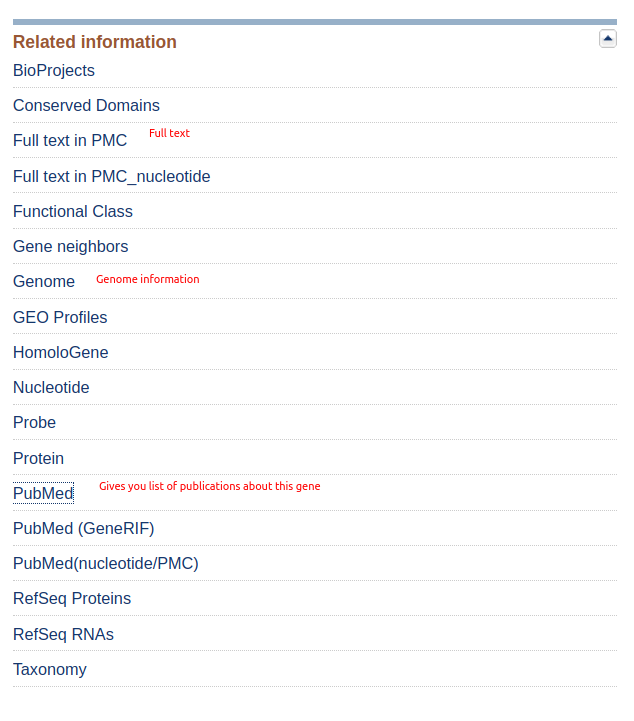 Related information
BioProjects
Conserved Domains
Full text in PMC Full text
Full text in PMC_nucleotide
Functional Class
Gene neighbors
Genome Genome information
GEO Profiles
HomoloGene
Nucleotide
Probe
Protein
PubMed Gives you list of publications about this gene
PubMed (GeneRIF)
PubMed(nucleotide/PMC)
RefSeq Proteins
RefSeq RNAs
Taxonomy